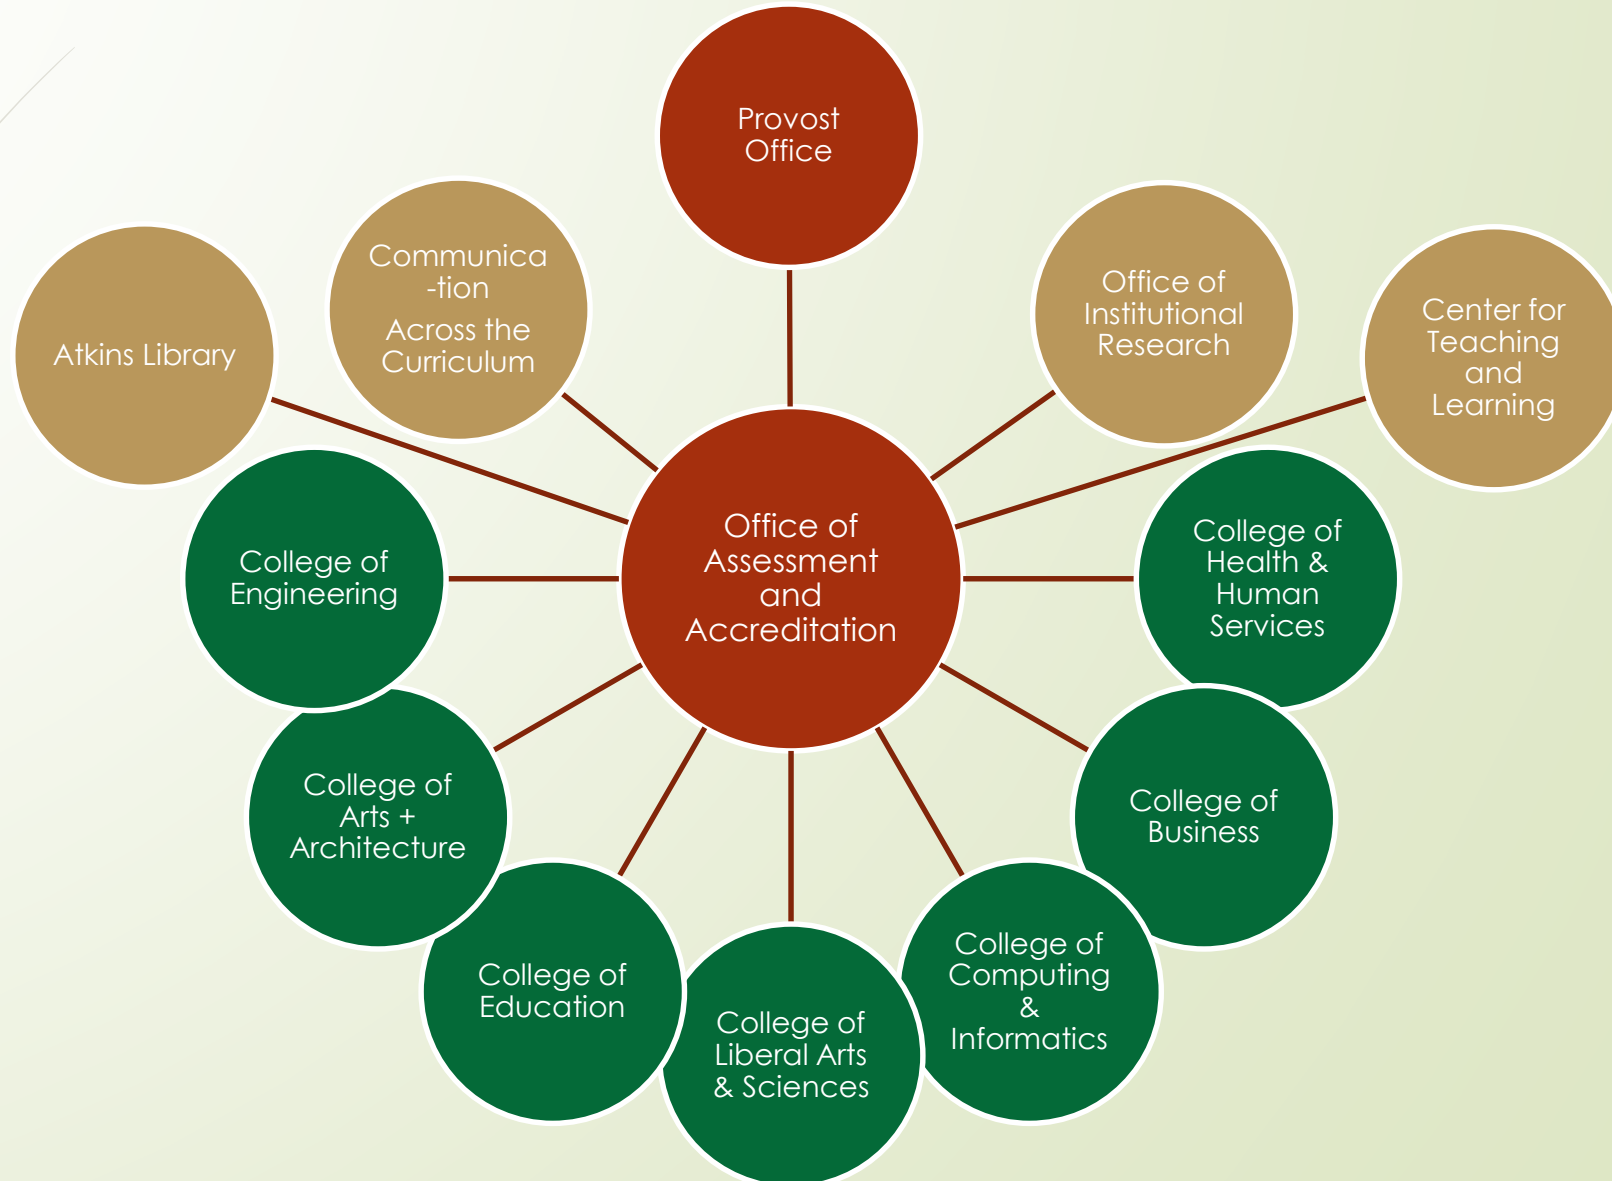 Provost
Office
Communica
-tion
Across the
Curriculum
Office of
Institutional
Research
Atkins Library
Center for
Teaching
and
Learning
Office of
Assessment
and
Accreditation
College of
Engineering
College of
Health &
Human
Services
College of
Arts +
Architecture
College of
Business
College of
Education
College of
Liberal Arts
& Sciences
College of
Computing
&
Informatics